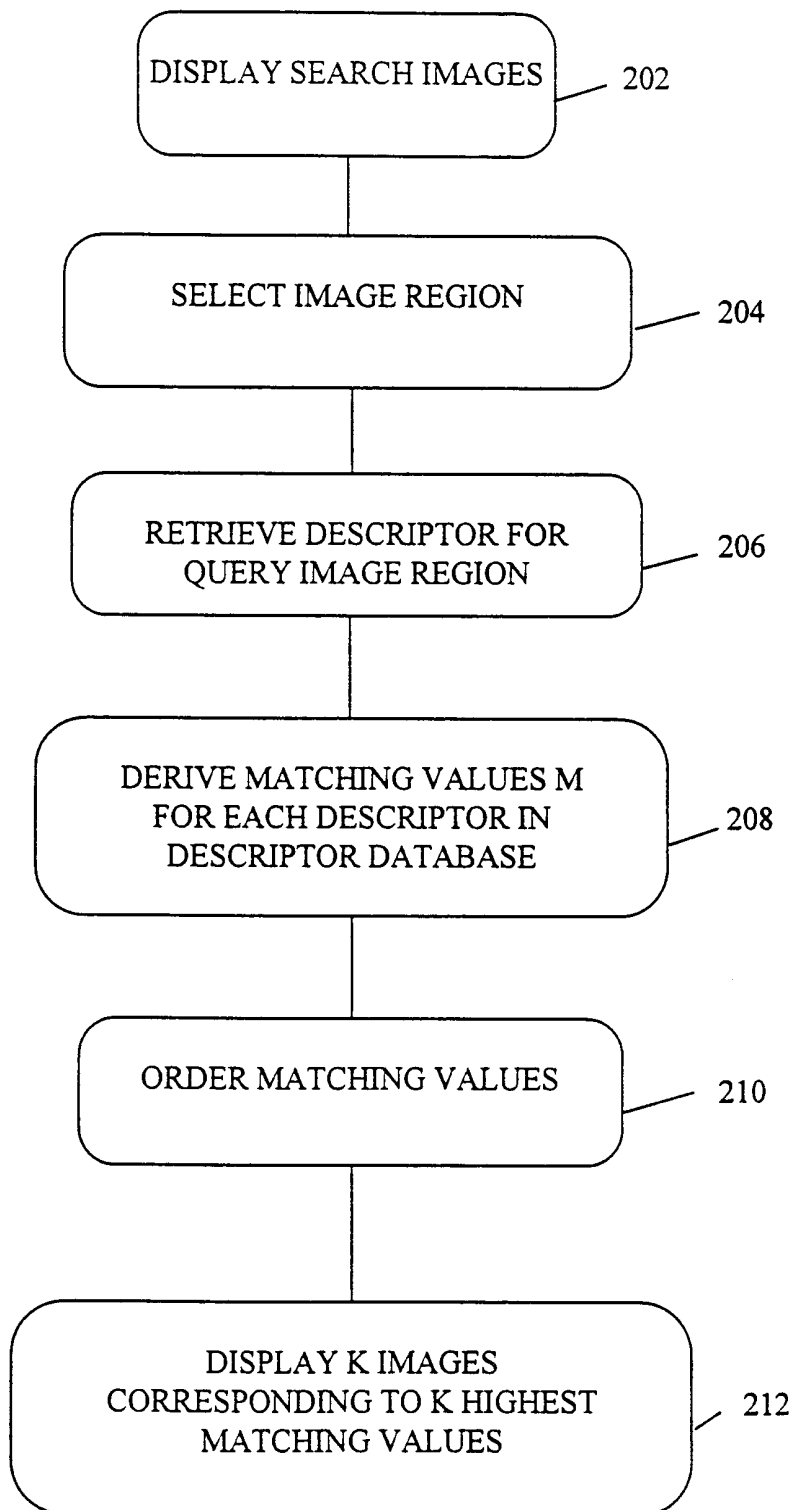 DISPLAY SEARCH IMAGES
202
SELECT IMAGE REGION
204
RETRIEVE DESCRIPTOR FOR
QUERY IMAGE REGION
206
DERIVE MATCHING VALUES M
FOR EACH DESCRIPTOR IN
DESCRIPTOR DATABASE
208
ORDER MATCHING VALUES
210
DISPLAY K IMAGES
CORRESPONDING TO K HIGHEST
MATCHING VALUES
212